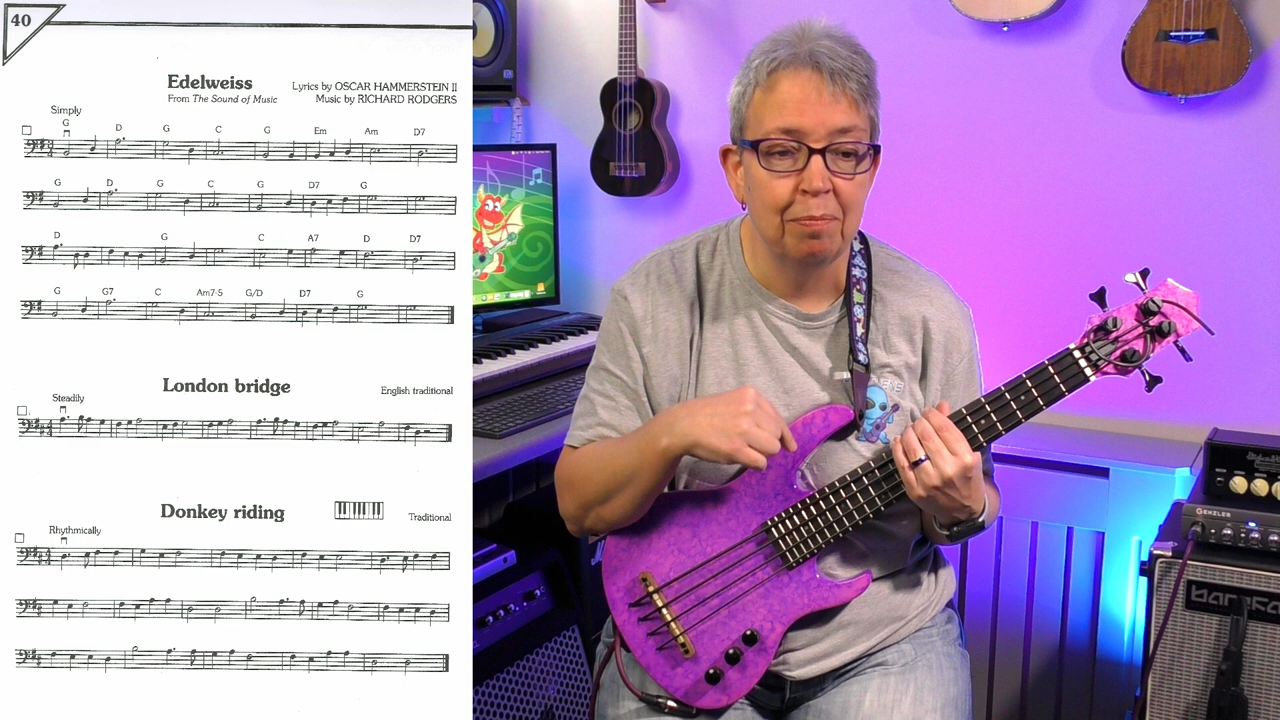 40
Edelweiss
From The Sound of Music
Lyrics by OSCAR HAMMERSTEIN II
Music by RICHARD RODGERS
Simply
G D G C G Em Am D7
G D G C G D7 G
D G C A7 D D7
G G7 C Am7-5 G/D D7 G
London bridge
English traditional
Steadily
Donkey riding
Traditional
Rhythmically
GENZLER